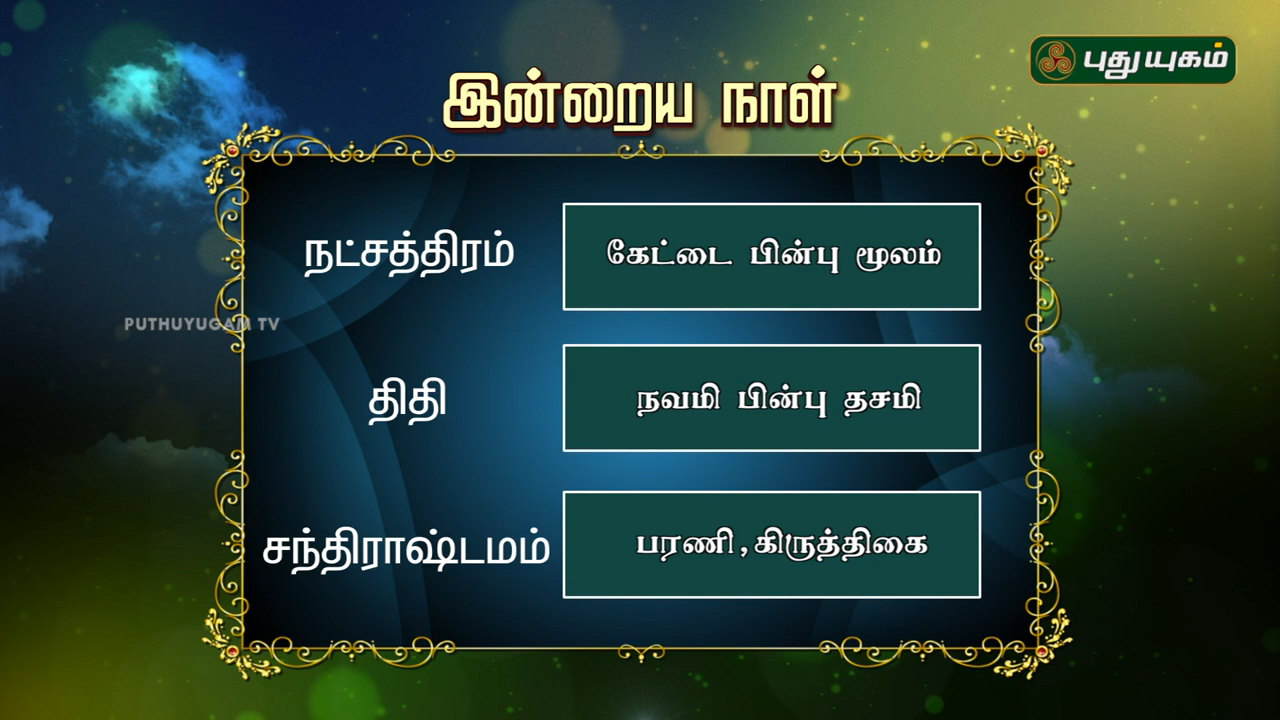 புதுயுகம்
இன்றைய நாள்
நட்சத்திரம் கேட்டை பின்பு மூலம்
PUTHUYUGAM TV
திதி நவமி பின்பு தசமி
சந்திராஷ்டமம் பரணி,கிருத்திகை